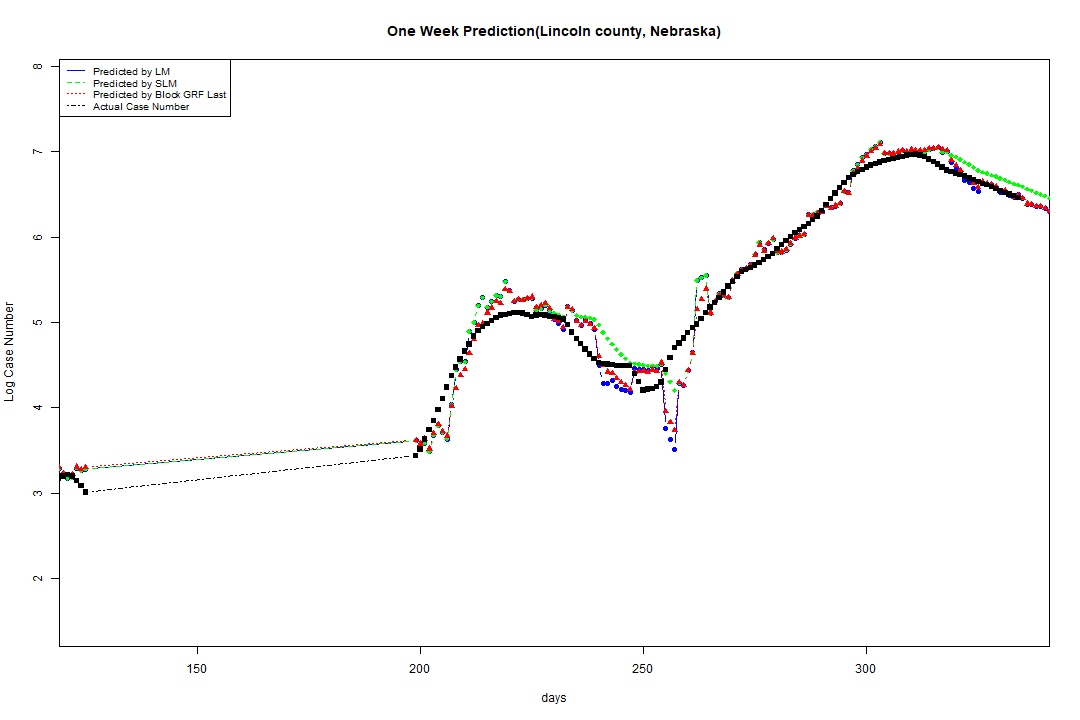 One Week Prediction(Lincoln county, Nebraska)
Predicted by LM
Predicted by SLM
Predicted by Block GRF Last
Actual Case Number
8
7
6
5
4
3
2
Log Case Number
150 200 250 300
days